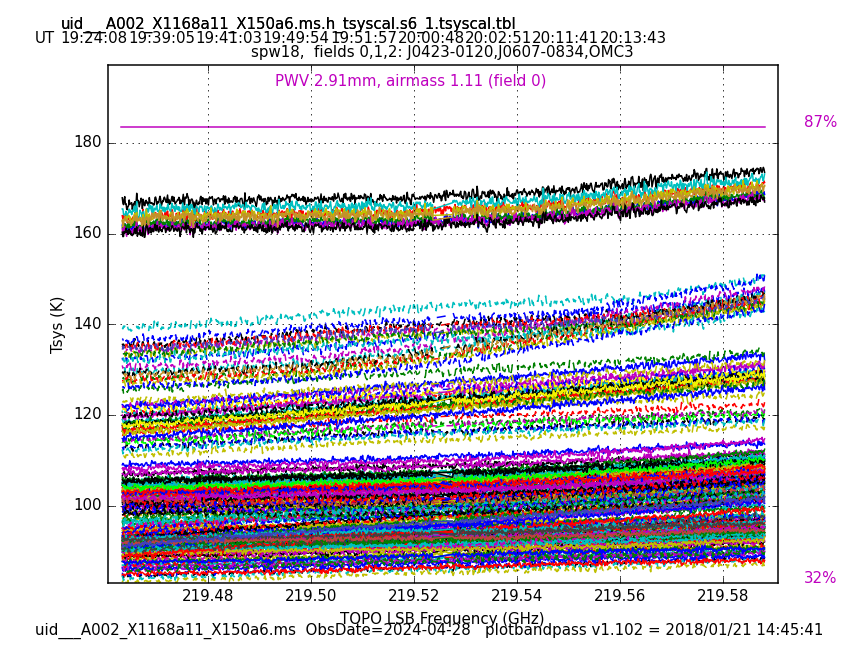 uid___A002_X1168a11_X150a6.ms.h_tsyscal.s6_1.tsyscal.tbl
UT 19:24:08 19:39:05 19:41:03 19:49:54 19:51:57 20:00:48 20:02:51 20:11:41 20:13:43
spw18,  fields 0,1,2: J0423-0120,J0607-0834,OMC3
PWV 2.91mm, airmass 1.11 (field 0)
87%
180
160
140
120
100
Tsys (K)
32%
219.48 219.50 219.52 219.54 219.56 219.58
TOPO LSB Frequency (GHz)
uid___A002_X1168a11_X150a6.ms  ObsDate=2024-04-28   plotbandpass v1.102 = 2018/01/21 14:45:41